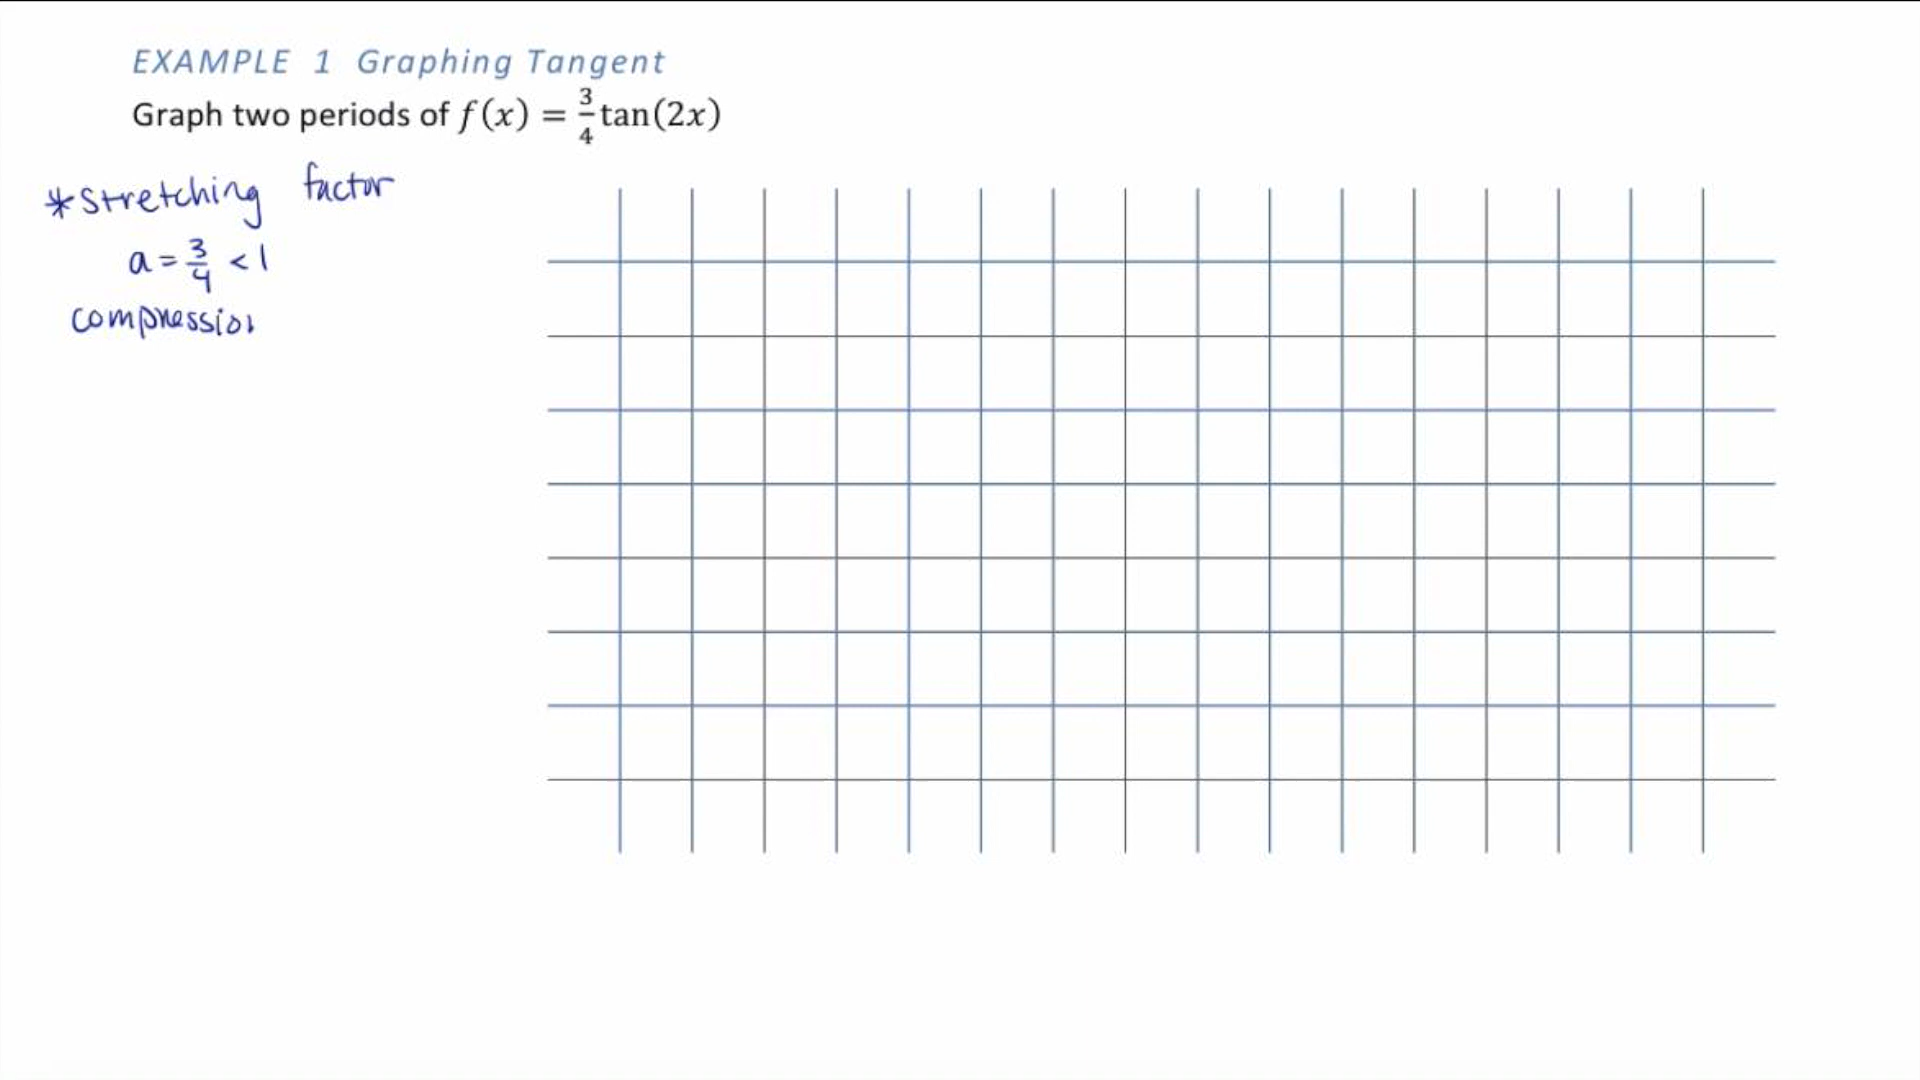 EXAMPLE 1 Graphing Tangent
Graph two periods of f(x) = 3/4 tan(2x)
*Stretching factor
a = 3/4 < 1
compression